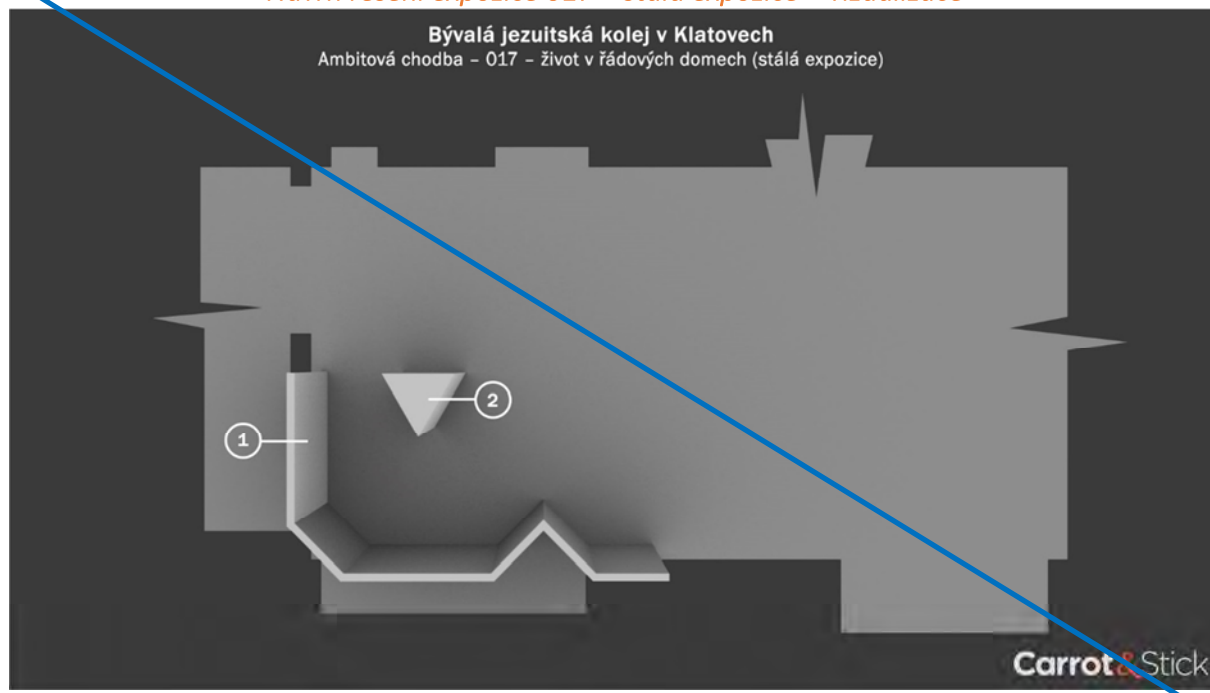 Bývalá jezuitská kolej v Klatovech
Ambitová chodba – 017 – život v řádových domech (stálá expozice)
2
1
Carrot&Stick